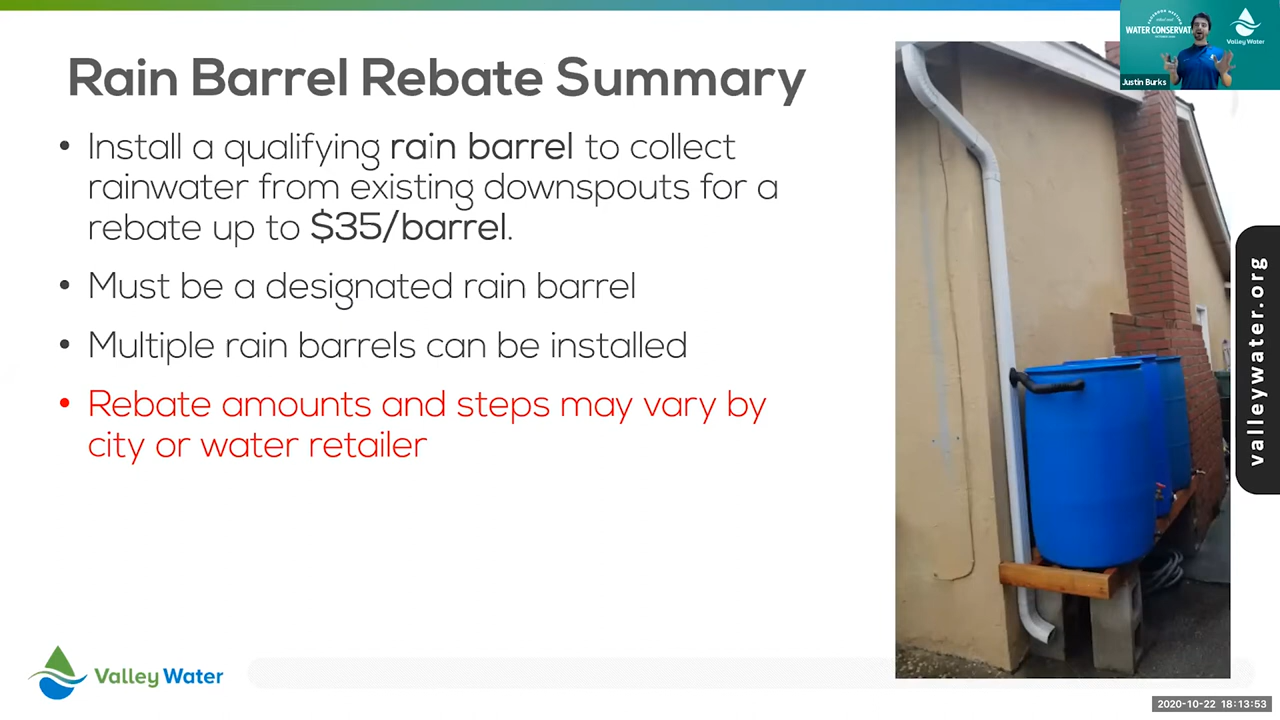 Rain Barrel Rebate Summary
• Install a qualifying rain barrel to collect
rainwater from existing downspouts for a
rebate up to $35/barrel.
• Must be a designated rain barrel
• Multiple rain barrels can be installed
• Rebate amounts and steps may vary by
city or water retailer
WATER CONSERVAT
Valley Water
Justin Burks
valleywater.org
Valley Water
2020-10-22 18:13:53